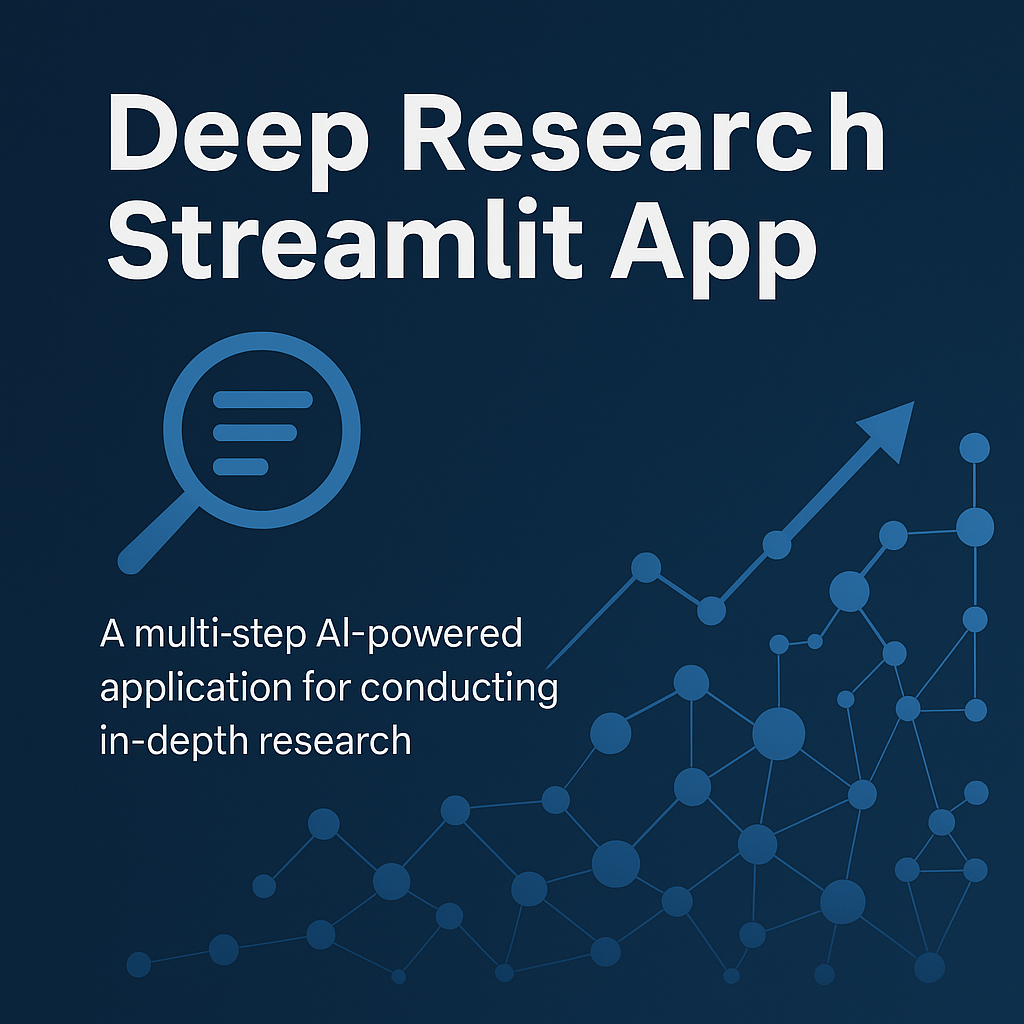 Deep Research
Streamlit App
A multi-step AI-powered
application for conducting
in-depth research